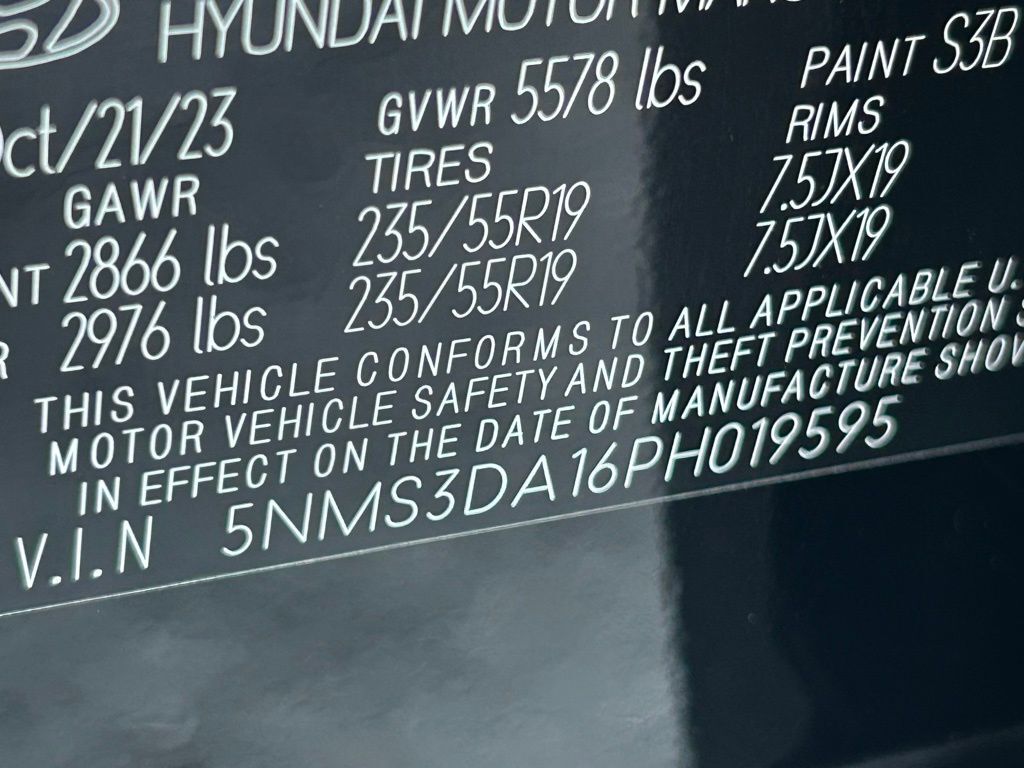 HYUNDAI MOTOR MAN
Oct/21/23 GVWR 5578 lbs PAINT S3B
GAWR TIRES RIMS
NT 2866 lbs 235/55R19 7.5JX19
R 2976 lbs 235/55R19 7.5JX19
THIS VEHICLE CONFORMS TO ALL APPLICABLE U.
MOTOR VEHICLE SAFETY AND THEFT PREVENTION S
IN EFFECT ON THE DATE OF MANUFACTURE SHOW
V.I.N 5NMS3DA16PH019595